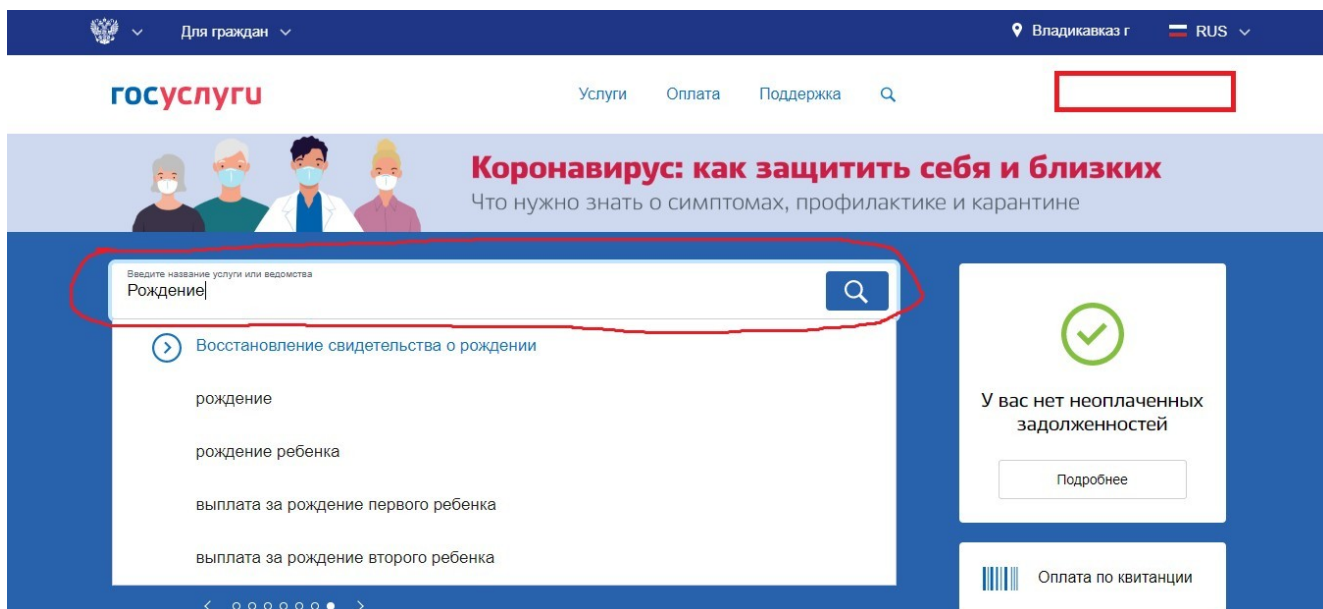 Для граждан
Владикавказ г
RUS
госуслуги
Услуги
Оплата
Поддержка
Коронавирус: как защитить себя и близких
Что нужно знать о симптомах, профилактике и карантине
Введите название услуги или ведомства
Рождение
Восстановление свидетельства о рождении
рождение
рождение ребенка
выплата за рождение первого ребенка
выплата за рождение второго ребенка
У вас нет неоплаченных
задолженностей
Подробнее
Оплата по квитанции